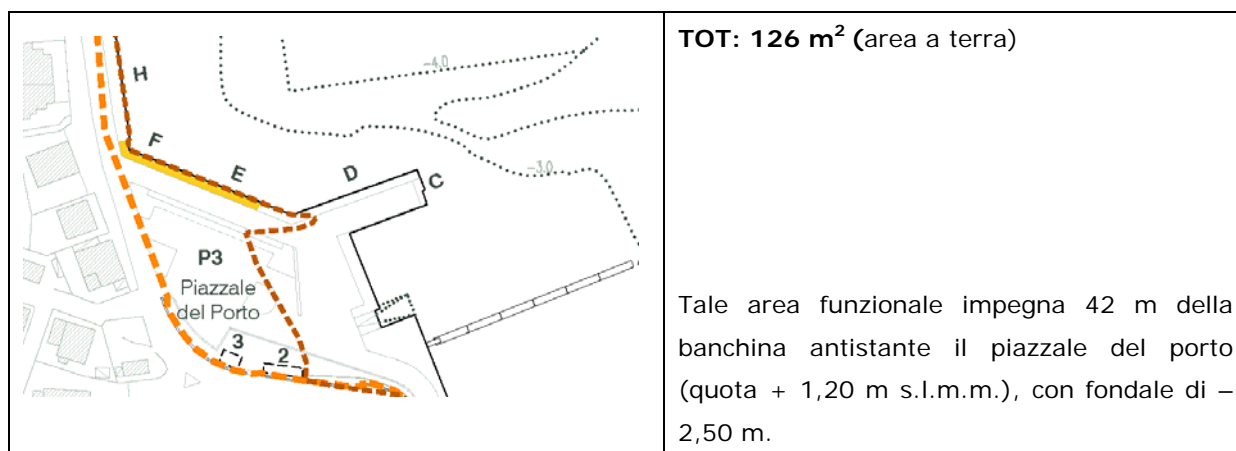 H
-4.0
F
E
D
C
-3.0
P3
Piazzale
del Porto
3
2
TOT: 126 m² (area a terra)
Tale area funzionale impegna 42 m della
banchina antistante il piazzale del porto
(quota + 1,20 m s.l.m.m.), con fondale di –
2,50 m.